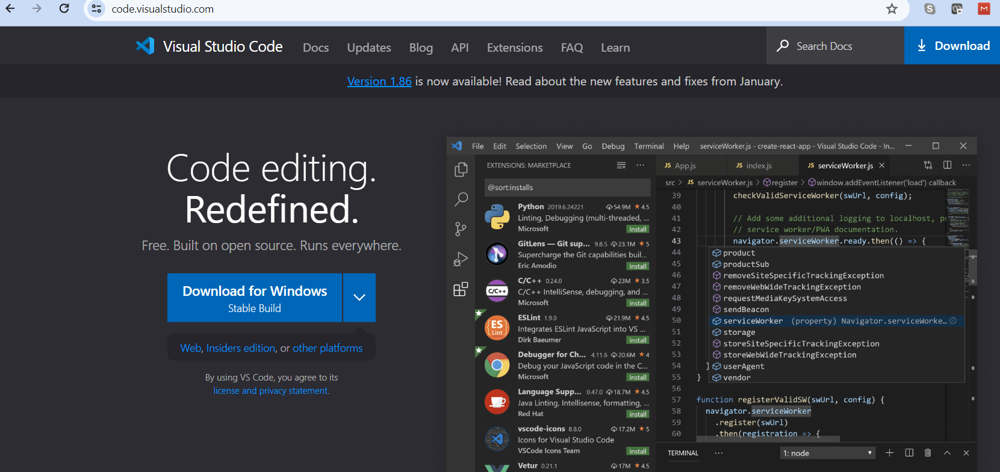 code.visualstudio.com
Visual Studio Code Docs Updates Blog API Extensions FAQ Learn Search Docs Download
Version 1.86 is now available! Read about the new features and fixes from January.
Code editing.
Redefined.
Free. Built on open source. Runs everywhere.
Download for Windows
Stable Build
Web, Insiders edition, or other platforms
By using VS Code, you agree to its
license and privacy statement.
File Edit Selection View Go Debug Terminal Help serviceWorker.js - create-react-app - Visual Studio Code - In...
EXTENSIONS: MARKETPLACE
@sort:installs
Python 2019.6.24221 54.9M 4.5
Linting, Debugging (multi-threaded, ...
Microsoft Install
GitLens — Git sup... 9.8.5 23.1M 5
Supercharge the Git capabilities buil...
Eric Amodio Install
C/C++
C/C++ 0.24.0 23M 3.5
C/C++ IntelliSense, debugging, and ...
Microsoft Install
ES
Lint
ESLint 1.9.0 21.9M 4.5
Integrates ESLint JavaScript into VS ...
Dirk Baeumer Install
Debugger for Ch... 4.11.6 20.6M 4
Debug your JavaScript code in the C...
Microsoft Install
Language Supp... 0.47.0 18.7M 4.5
Java Linting, Intellisense, formatting, ...
Red Hat Install
vscode-icons 8.8.0 17.2M 5
Icons for Visual Studio Code
VSCode Icons Team Install
Vetur 0.21.1 17M 4.5
JS App.js JS index.js JS serviceWorker.js
src > JS serviceWorker.js > register > window.addEventListener('load') callback
39 checkValidServiceWorker(swUrl, config);
40
41 // Add some additional logging to localhost, po
42 // service worker/PWA documentation.
43 navigator.serviceWorker.ready.then(() => {
44 product
45 productSub
46 removeSiteSpecificTrackingException
47 removeWebWideTrackingException
48 requestMediaKeySystemAccess
49 sendBeacon
50 serviceWorker (property) Navigator.serviceWorke...
51 storage
52 storeSiteSpecificTrackingException
53 storeWebWideTrackingException
54 } userAgent
55 } vendor
56
57 function registerValidSW(swUrl, config) {
58 navigator.serviceWorker
59 .register(swUrl)
60 .then(registration => {
TERMINAL ... 1: node